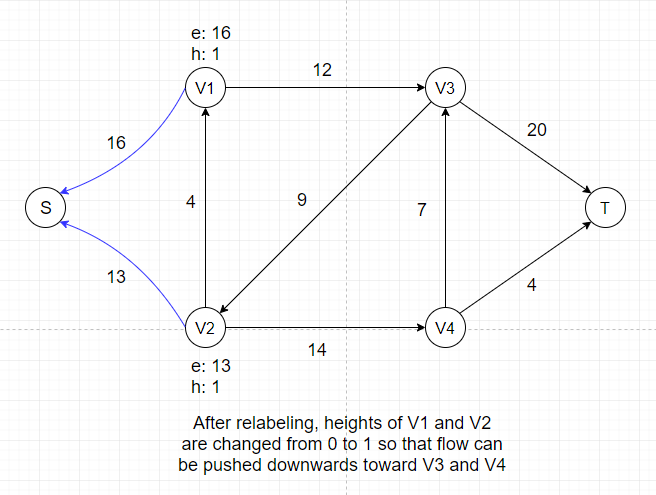 e: 16
h: 1
V1
12
V3
16
20
S
4
9
7
T
13
4
V2
V4
14
e: 13
h: 1
After relabeling, heights of V1 and V2
are changed from 0 to 1 so that flow can
be pushed downwards toward V3 and V4